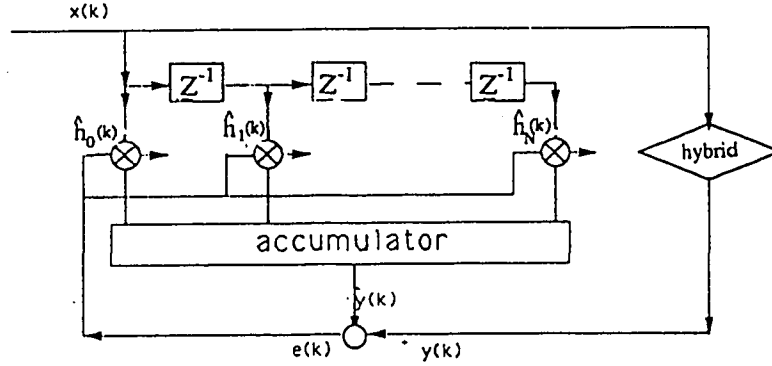 x(k)
Z⁻¹ Z⁻¹ Z⁻¹
ĥ₀(k) ĥ₁(k) ĥN(k)
hybrid
accumulator
ŷ(k)
e(k) y(k)